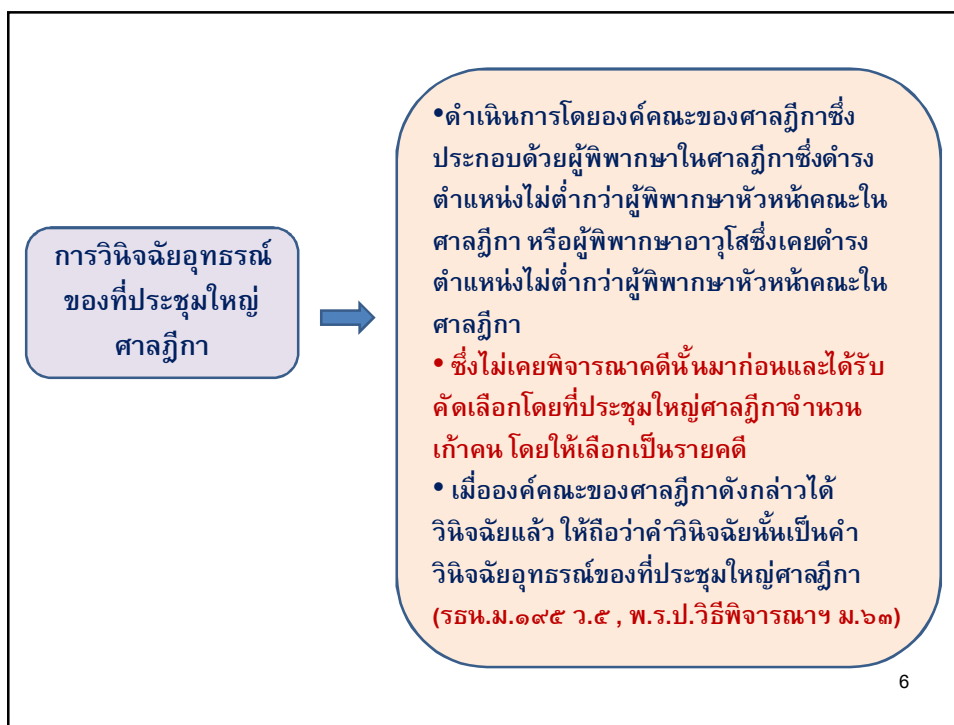 การวินิจฉัยอุทธรณ์
ของที่ประชุมใหญ่
ศาลฎีกา
•ดำเนินการโดยองค์คณะของศาลฎีกาซึ่ง
ประกอบด้วยผู้พิพากษาในศาลฎีกาซึ่งดำรง
ตำแหน่งไม่ต่ำกว่าผู้พิพากษาหัวหน้าคณะใน
ศาลฎีกา หรือผู้พิพากษาอาวุโสซึ่งเคยดำรง
ตำแหน่งไม่ต่ำกว่าผู้พิพากษาหัวหน้าคณะใน
ศาลฎีกา
• ซึ่งไม่เคยพิจารณาคดีนั้นมาก่อนและได้รับ
คัดเลือกโดยที่ประชุมใหญ่ศาลฎีกาจำนวน
เก้าคน โดยให้เลือกเป็นรายคดี
• เมื่อองค์คณะของศาลฎีกาดังกล่าวได้
วินิจฉัยแล้ว ให้ถือว่าคำวินิจฉัยนั้นเป็นคำ
วินิจฉัยอุทธรณ์ของที่ประชุมใหญ่ศาลฎีกา
(รธน.ม.๑๙๕ ว.๕ , พ.ร.ป.วิธีพิจารณาฯ ม.๖๓)
6